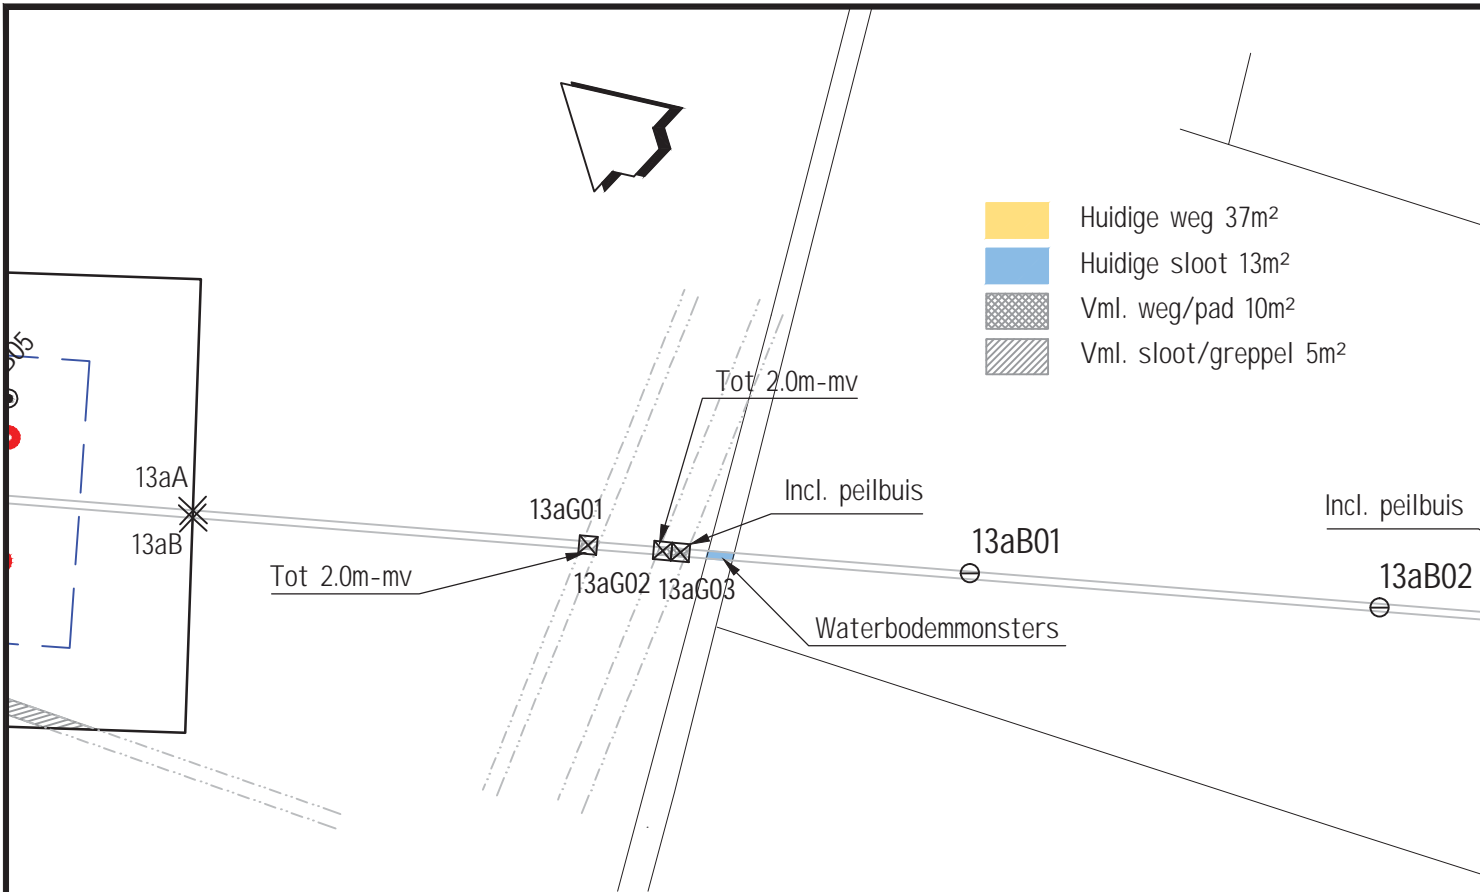 Huidige weg 37m²
Huidige sloot 13m²
Vml. weg/pad 10m²
Vml. sloot/greppel 5m²
Tot 2.0m-mv
13aA
Incl. peilbuis
Incl. peilbuis
13aG01
13aB
13aB01
Tot 2.0m-mv
13aG02
13aG03
13aB02
Waterbodemmonsters